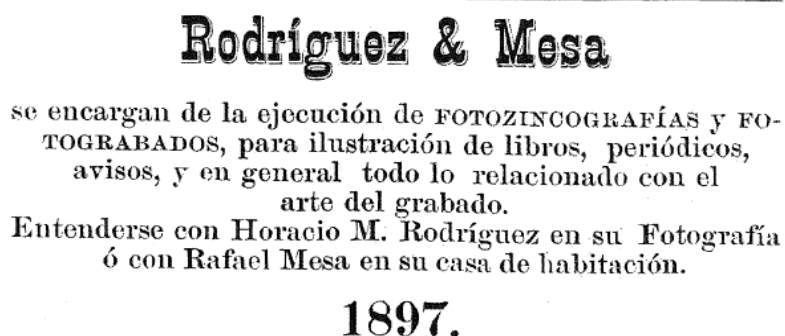 Rodríguez & Mesa
se encargan de la ejecución de FOTOZINCOGRAFÍAS y FO-
TOGRABADOS, para ilustración de libros, periódicos,
avisos, y en general todo lo relacionado con el
arte del grabado.
Entenderse con Horacio M. Rodríguez en su Fotografía
ó con Rafael Mesa en su casa de habitación.
1897.